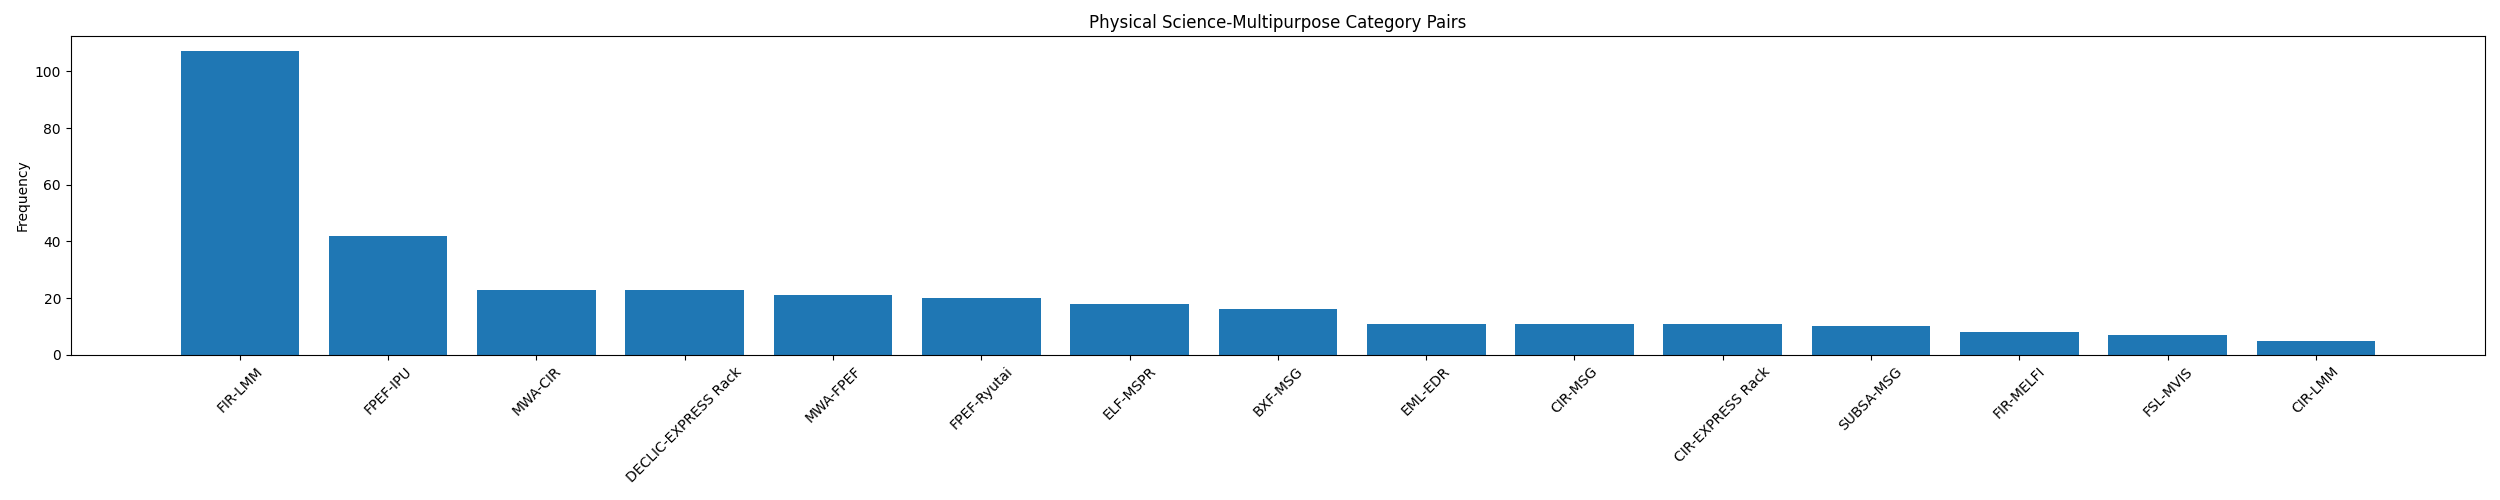 Physical Science-Multipurpose Category Pairs
Frequency
100
80
60
40
20
0
FIR-LMM
FPEF-IPU
MWA-CIR
DECLIC-EXPRESS Rack
MWA-FPEF
FPEF-Ryutai
ELF-MSPR
BXF-MSG
EML-EDR
CIR-MSG
CIR-EXPRESS Rack
SUBSA-MSG
FIR-MELFI
FSL-MVIS
CIR-LMM